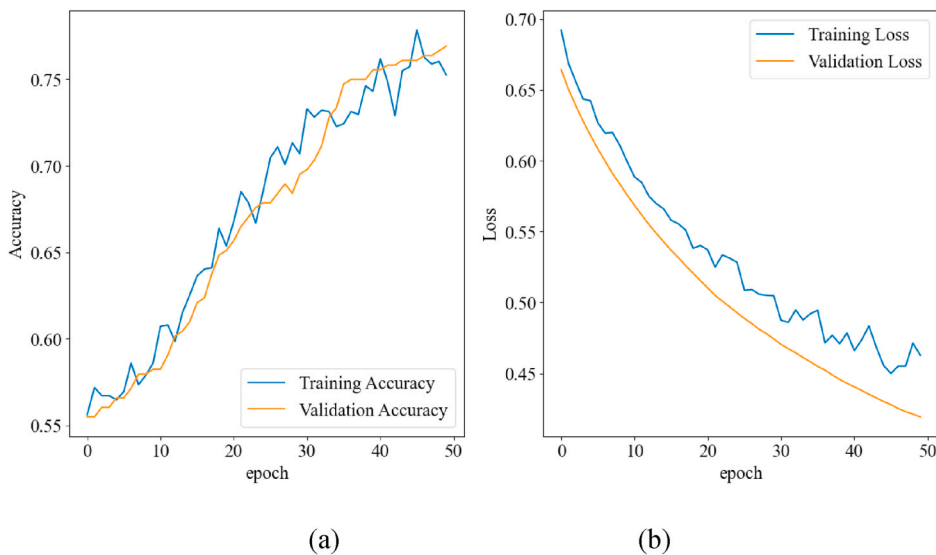 0.75
0.70
0.65
0.60
0.55
Accuracy
0
10
20
30
40
50
epoch
Training Accuracy
Validation Accuracy
(a)
0.70
0.65
0.60
0.55
0.50
0.45
Loss
0
10
20
30
40
50
epoch
Training Loss
Validation Loss
(b)